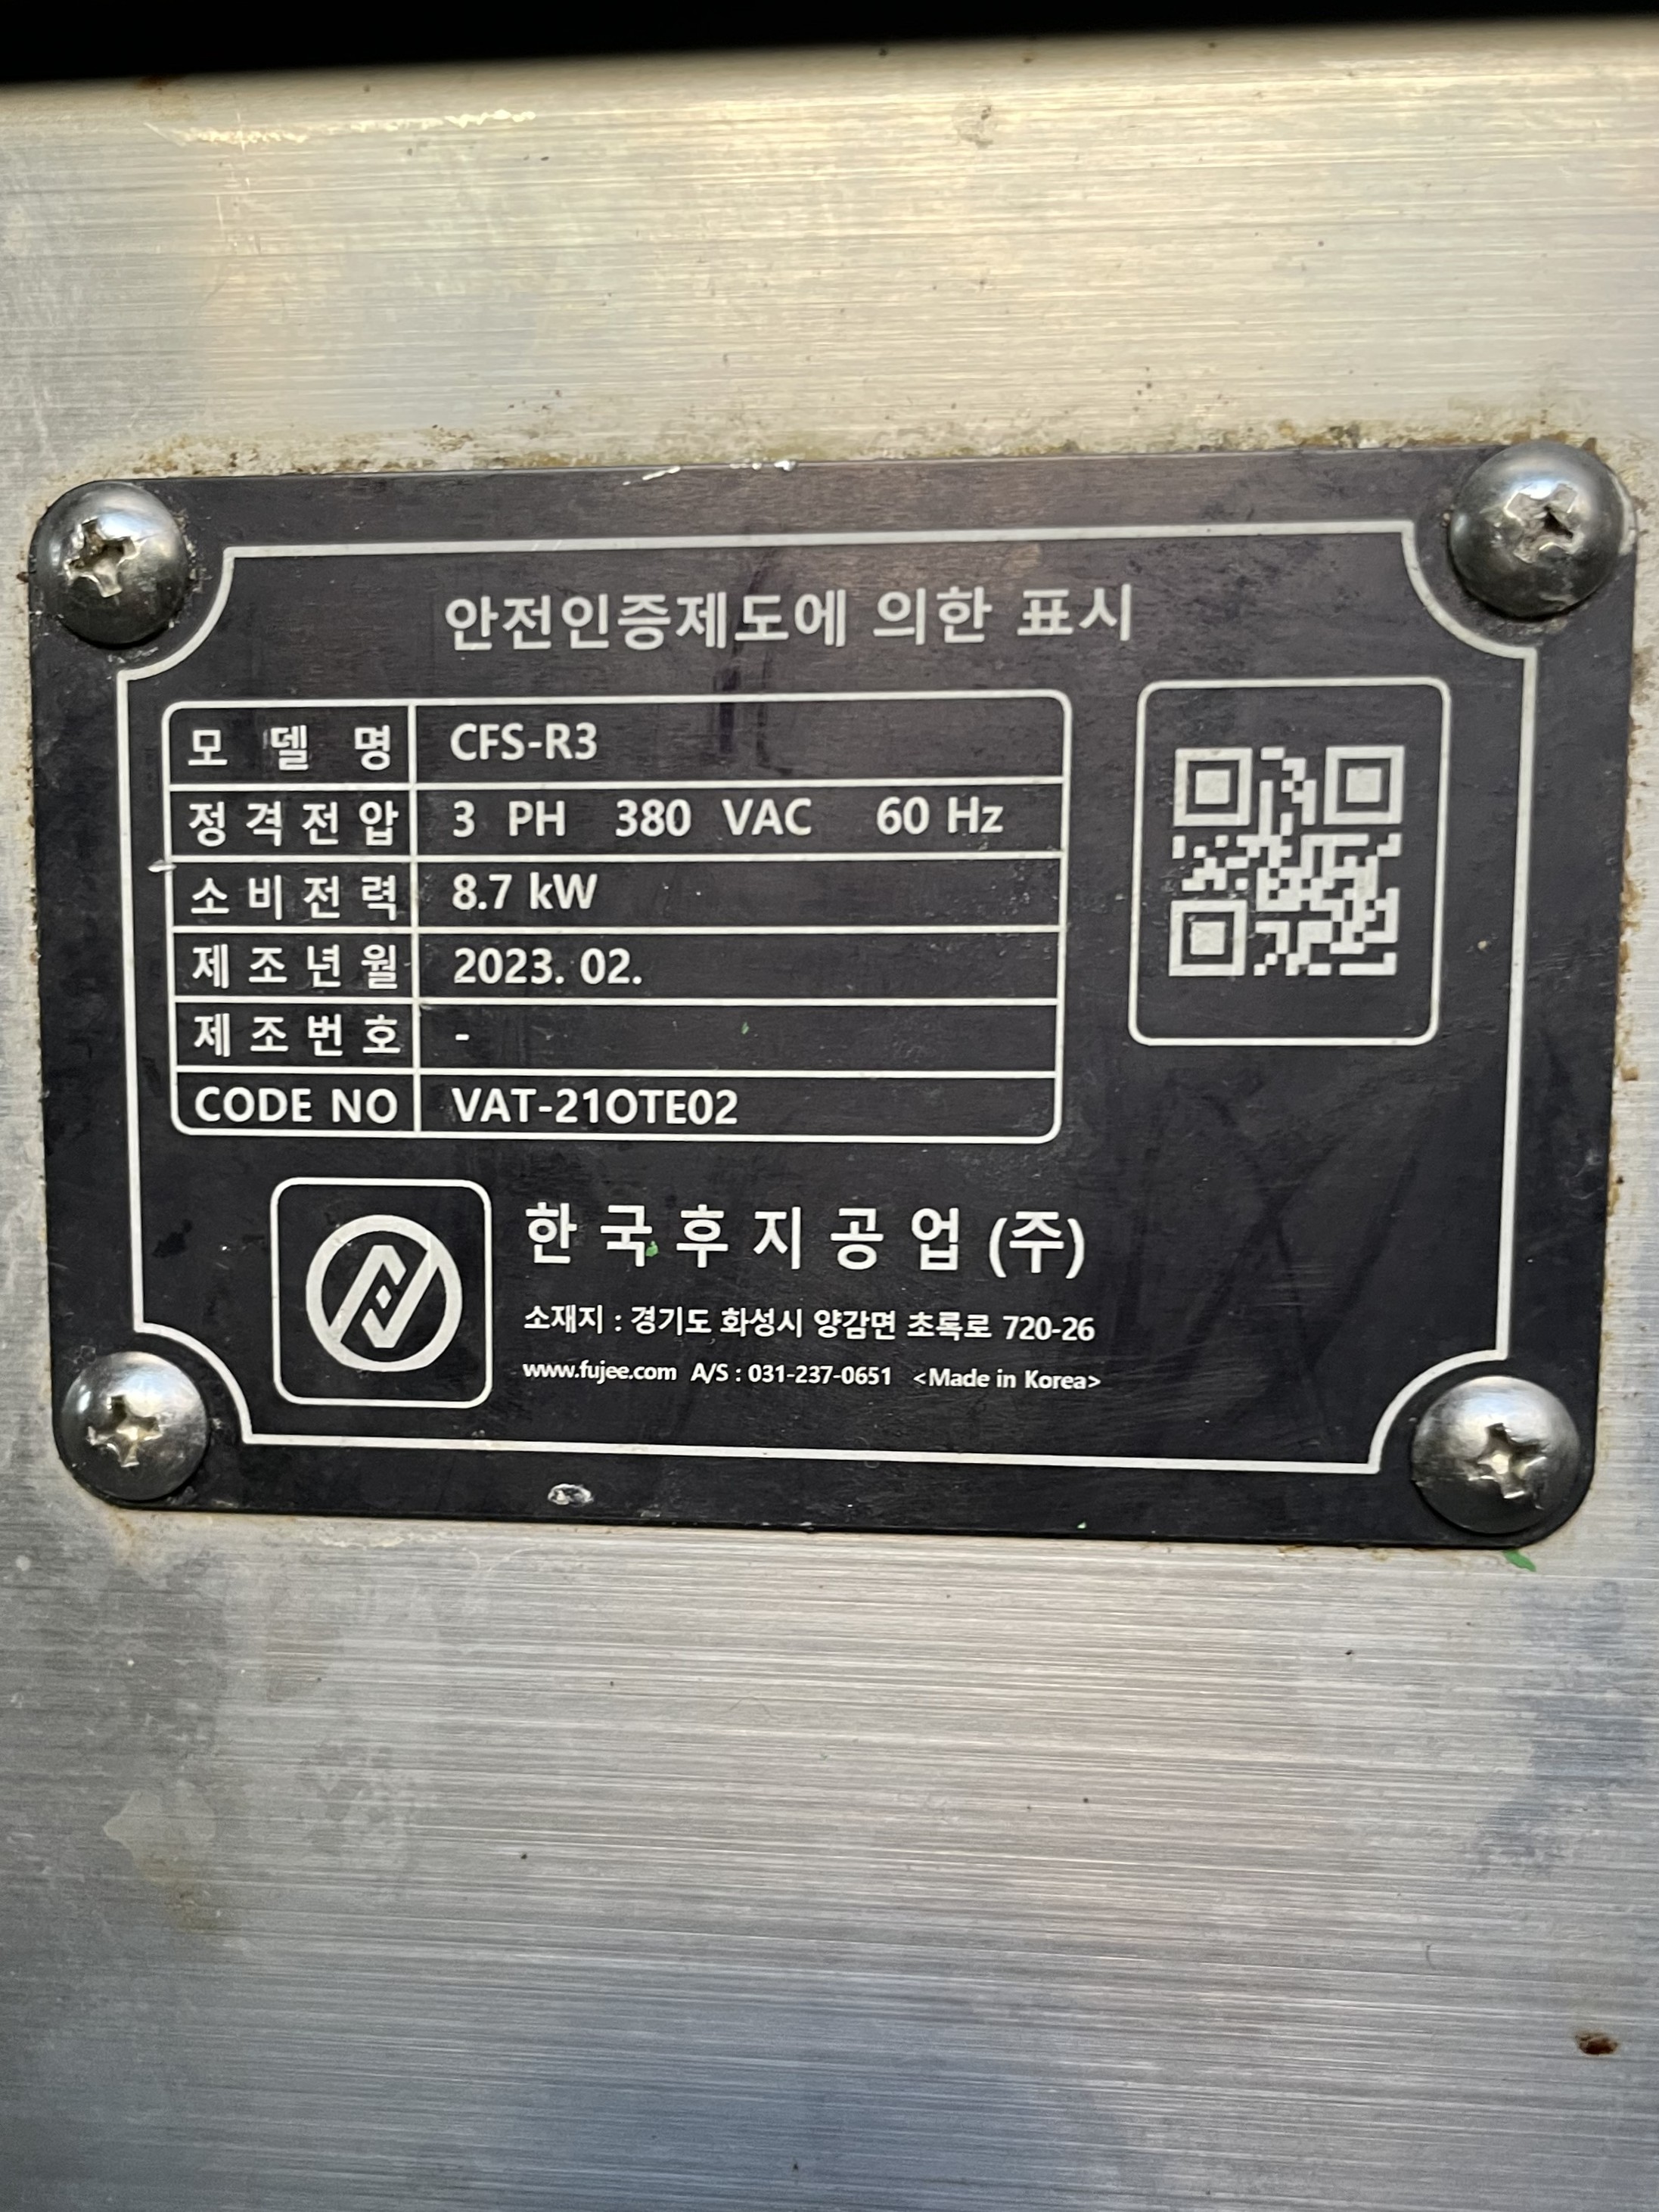 안전인증제도에 의한 표시
모 델 명 CFS-R3
정격전압 3 PH 380 VAC 60 Hz
소비전력 8.7 kW
제조년월 2023. 02.
제조번호 -
CODE NO VAT-21OTE02
한국후지공업(주)
소재지 : 경기도 화성시 양감면 초록로 720-26
www.fujee.com A/S : 031-237-0651 <Made in Korea>